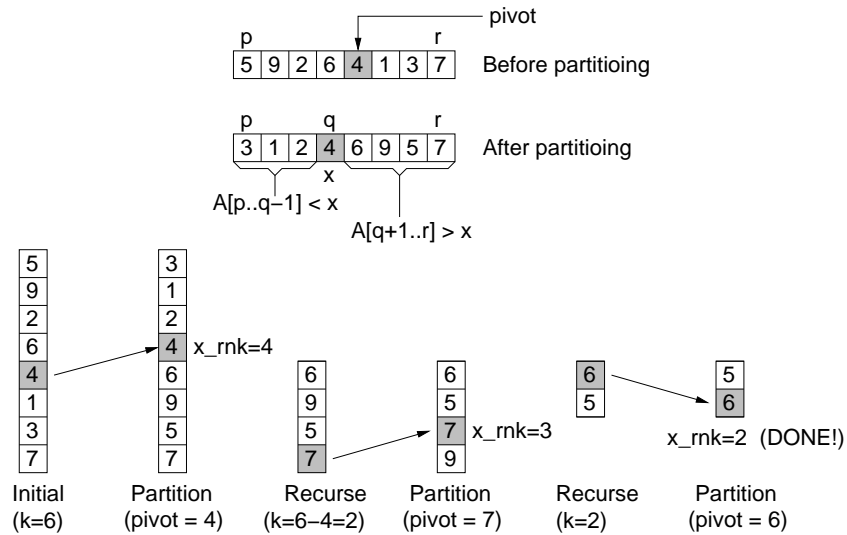 pivot
p r
5 9 2 6 4 1 3 7 Before partitioing
p q r
3 1 2 4 6 9 5 7 After partitioing
x
A[p..q−1] < x
A[q+1..r] > x
5 3
9 1
2 2
6 4 x_rnk=4
4 6 6 6 6 5
1 9 9 5 5 6
3 5 5 7 x_rnk=3 x_rnk=2 (DONE!)
7 7 7 9
Initial Partition Recurse Partition Recurse Partition
(k=6) (pivot = 4) (k=6−4=2) (pivot = 7) (k=2) (pivot = 6)